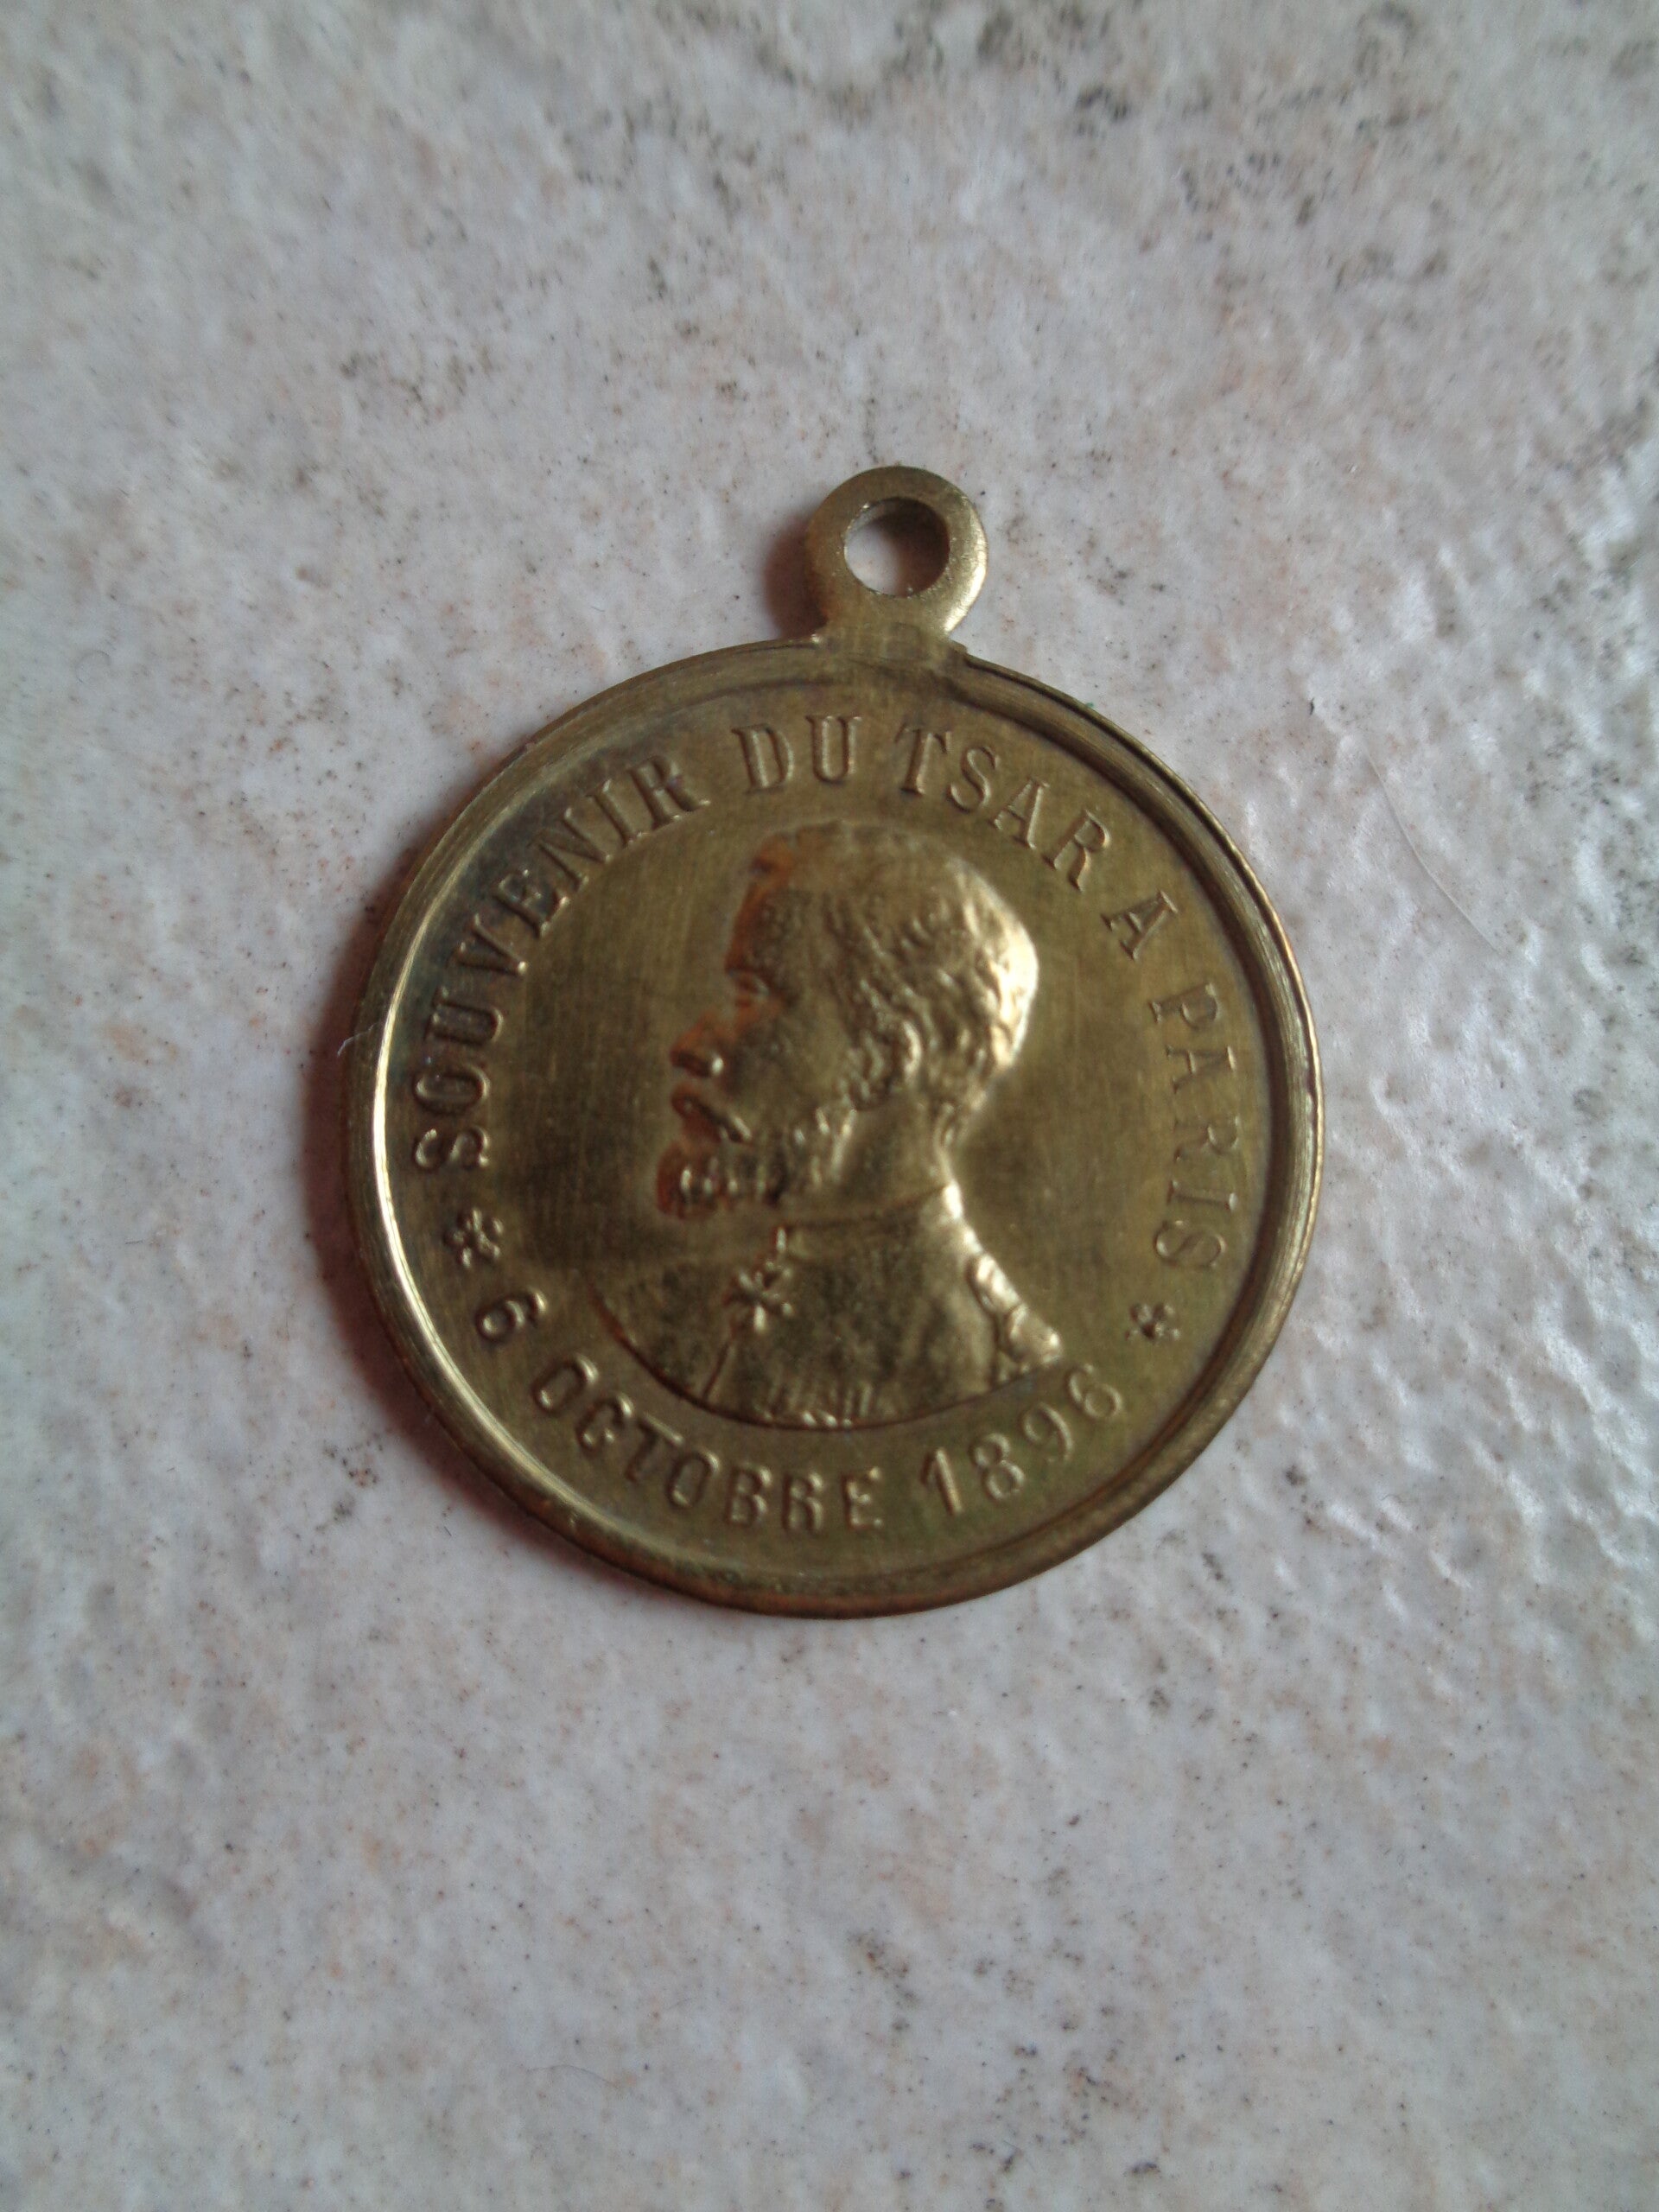 SOUVENIR DU TSAR A PARIS
6 OCTOBRE 1896